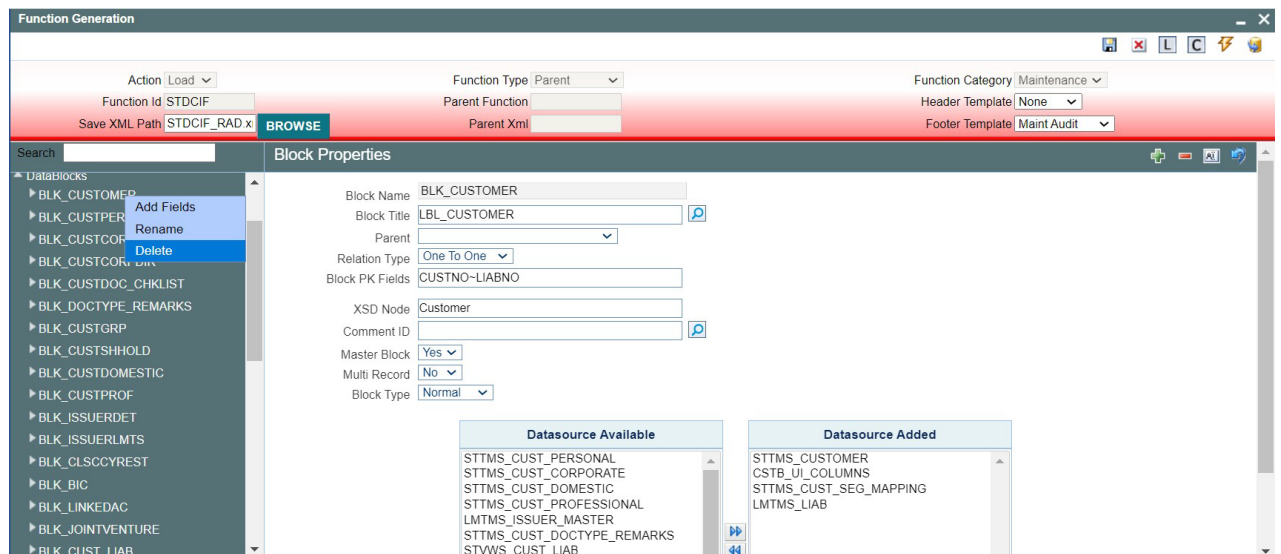 Function Generation
L C
Action Load Function Type Parent Function Category Maintenance
Function Id STDCIF Parent Function Header Template None
Save XML Path STDCIF_RAD.x BROWSE Parent Xml Footer Template Maint Audit
Search Block Properties
DataBlocks
BLK_CUSTOMER
BLK_CUSTPER
BLK_CUSTCOR
BLK_CUSTCORPDIR
BLK_CUSTDOC_CHKLIST
BLK_DOCTYPE_REMARKS
BLK_CUSTGRP
BLK_CUSTSHHOLD
BLK_CUSTDOMESTIC
BLK_CUSTPROF
BLK_ISSUERDET
BLK_ISSUERLMTS
BLK_CLSCCYREST
BLK_BIC
BLK_LINKEDAC
BLK_JOINTVENTURE
BLK_CUST_LIAB
Add Fields
Rename
Delete
Block Name BLK_CUSTOMER
Block Title LBL_CUSTOMER
Parent
Relation Type One To One
Block PK Fields CUSTNO~LIABNO
XSD Node Customer
Comment ID
Master Block Yes
Multi Record No
Block Type Normal
Datasource Available
STTMS_CUST_PERSONAL
STTMS_CUST_CORPORATE
STTMS_CUST_DOMESTIC
STTMS_CUST_PROFESSIONAL
LMTMS_ISSUER_MASTER
STTMS_CUST_DOCTYPE_REMARKS
STVWS_CUST_LIAB
Datasource Added
STTMS_CUSTOMER
CSTB_UI_COLUMNS
STTMS_CUST_SEG_MAPPING
LMTMS_LIAB